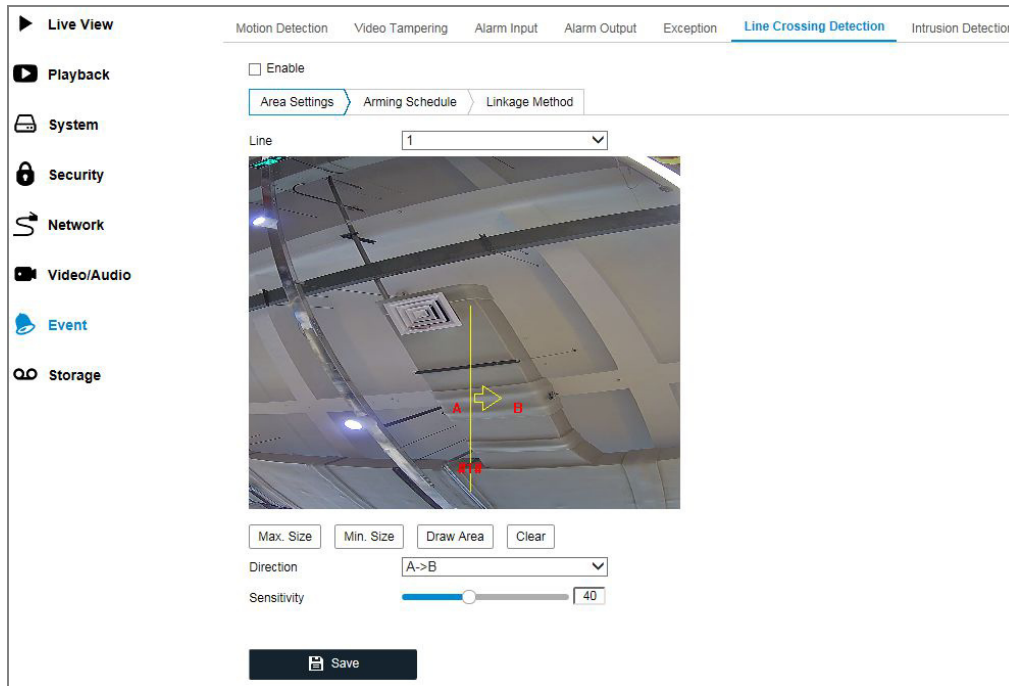 Live View
Playback
System
Security
Network
Video/Audio
Event
Storage
Motion Detection Video Tampering Alarm Input Alarm Output Exception Line Crossing Detection Intrusion Detection
Enable
Area Settings Arming Schedule Linkage Method
Line 1
A B
#1#
Max. Size Min. Size Draw Area Clear
Direction A->B
Sensitivity 40
Save